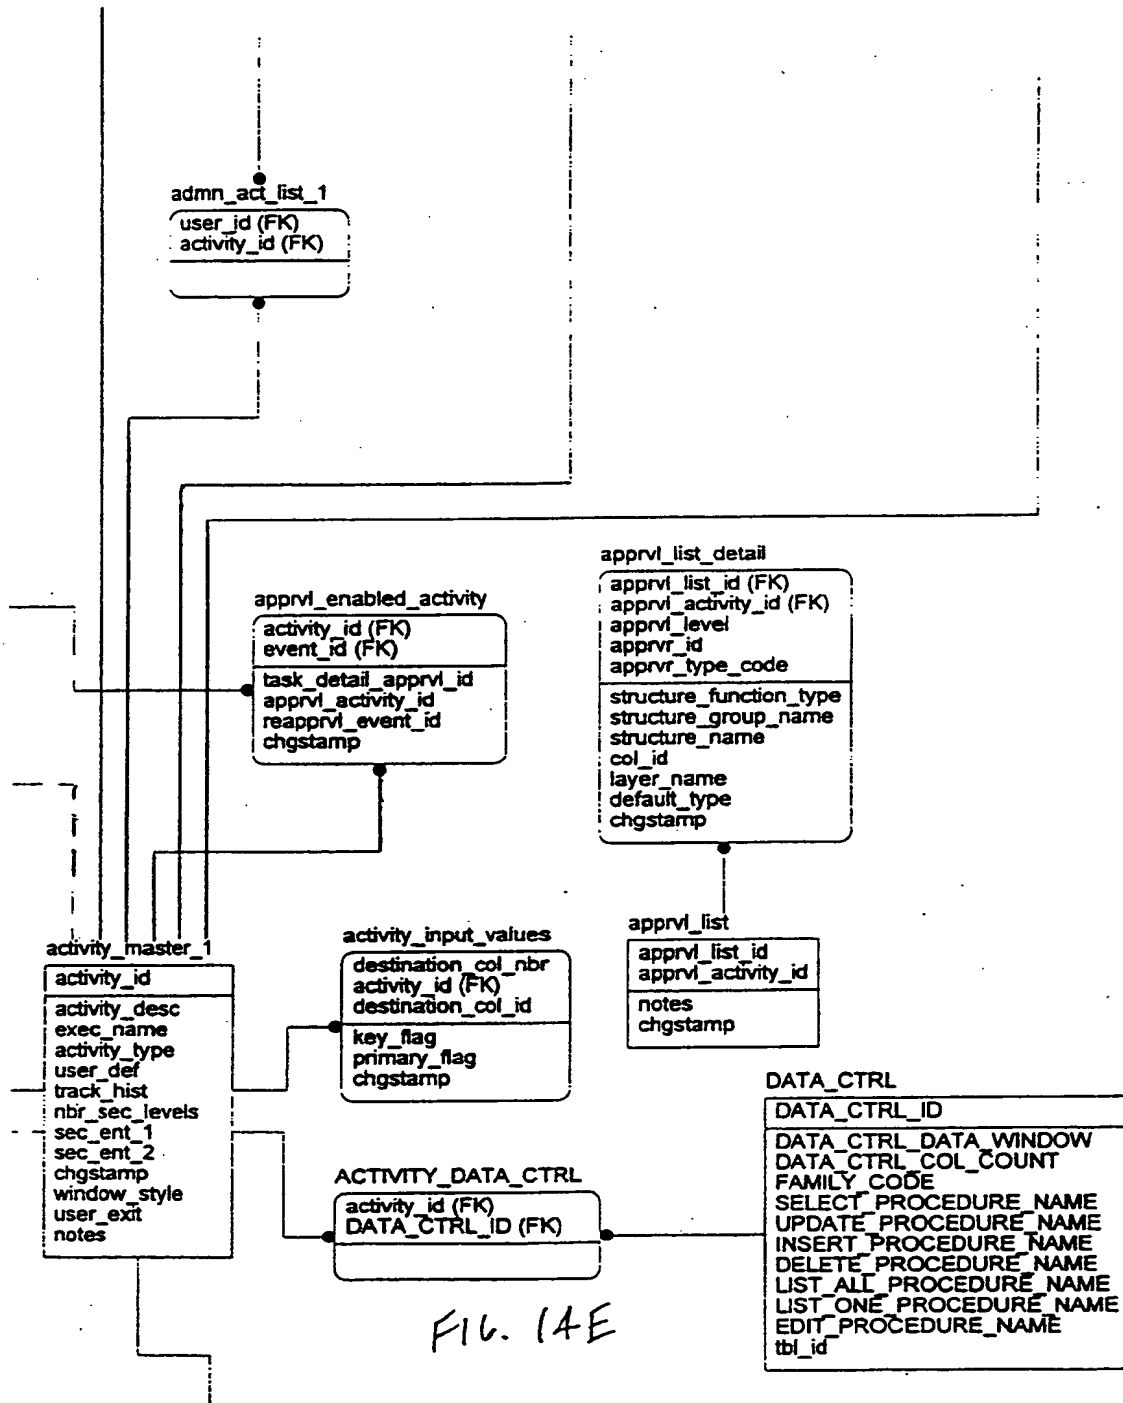 admn_act_list_1
user_id (FK)
activity_id (FK)
apprvl_list_detail
apprvl_list_id (FK)
apprvl_activity_id (FK)
apprvl_level
apprvr_id
apprvr_type_code
structure_function_type
structure_group_name
structure_name
col_id
layer_name
default_type
chgstamp
apprvl_enabled_activity
activity_id (FK)
event_id (FK)
task_detail_apprvl_id
apprvl_activity_id
reapprvl_event_id
chgstamp
apprvl_list
apprvl_list_id
apprvl_activity_id
notes
chgstamp
activity_master_1
activity_id
activity_desc
exec_name
activity_type
user_def
track_hist
nbr_sec_levels
sec_ent_1
sec_ent_2
chgstamp
window_style
user_exit
notes
activity_input_values
destination_col_nbr
activity_id (FK)
destination_col_id
key_flag
primary_flag
chgstamp
ACTIVITY_DATA_CTRL
activity_id (FK)
DATA_CTRL_ID (FK)
DATA_CTRL
DATA_CTRL_ID
DATA_CTRL_DATA_WINDOW
DATA_CTRL_COL_COUNT
FAMILY_CODE
SELECT_PROCEDURE_NAME
UPDATE_PROCEDURE_NAME
INSERT_PROCEDURE_NAME
DELETE_PROCEDURE_NAME
LIST_ALL_PROCEDURE_NAME
LIST_ONE_PROCEDURE_NAME
EDIT_PROCEDURE_NAME
tbl_id
FIG. 14E